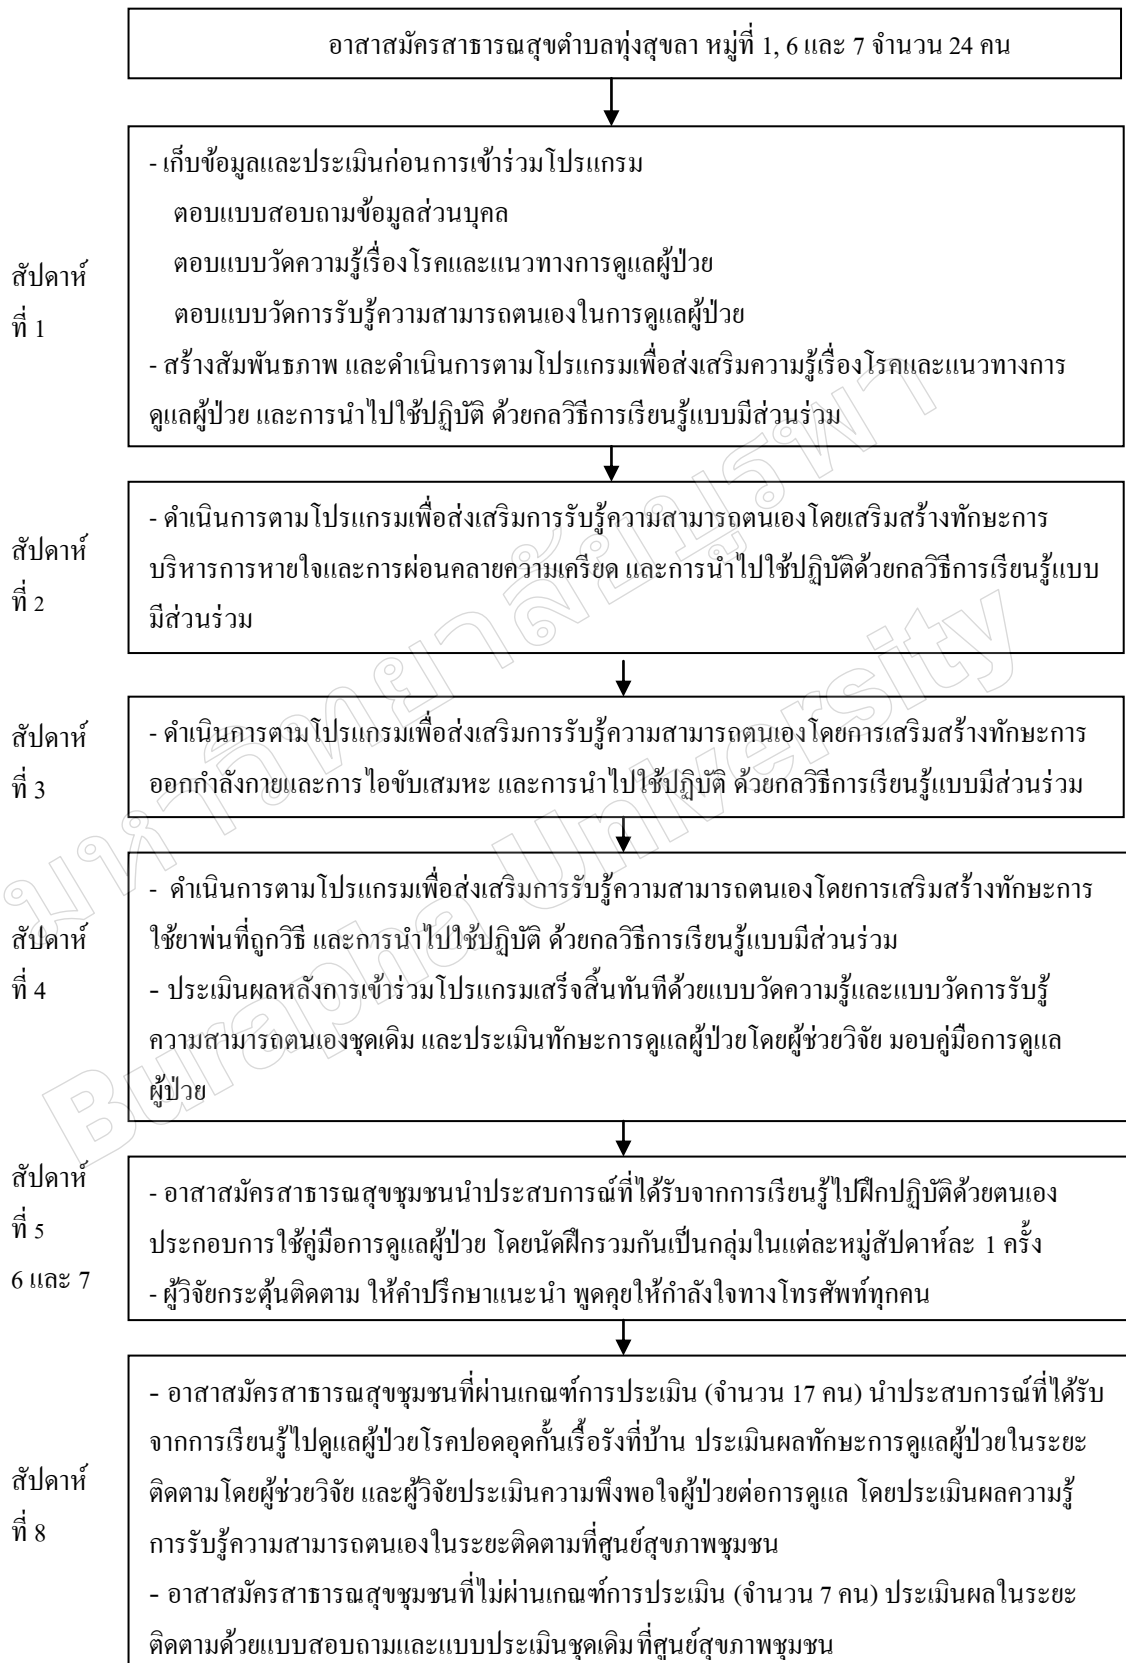 อาสาสมัครสาธารณสุขตำบลทุ่งสุขลา หมู่ที่ 1, 6 และ 7 จำนวน 24 คน
สัปดาห์
ที่ 1
- เก็บข้อมูลและประเมินก่อนการเข้าร่วมโปรแกรม
ตอบแบบสอบถามข้อมูลส่วนบุคล
ตอบแบบวัดความรู้เรื่องโรคและแนวทางการดูแลผู้ป่วย
ตอบแบบวัดการรับรู้ความสามารถตนเองในการดูแลผู้ป่วย
- สร้างสัมพันธภาพ และดำเนินการตามโปรแกรมเพื่อส่งเสริมความรู้เรื่องโรคและแนวทางการ
ดูแลผู้ป่วย และการนำไปใช้ปฏิบัติ ด้วยกลวิธีการเรียนรู้แบบมีส่วนร่วม
สัปดาห์
ที่ 2
- ดำเนินการตามโปรแกรมเพื่อส่งเสริมการรับรู้ความสามารถตนเองโดยเสริมสร้างทักษะการ
บริหารการหายใจและการผ่อนคลายความเครียด และการนำไปใช้ปฏิบัติด้วยกลวิธีการเรียนรู้แบบ
มีส่วนร่วม
สัปดาห์
ที่ 3
- ดำเนินการตามโปรแกรมเพื่อส่งเสริมการรับรู้ความสามารถตนเองโดยการเสริมสร้างทักษะการ
ออกกำลังกายและการไอขับเสมหะ และการนำไปใช้ปฏิบัติ ด้วยกลวิธีการเรียนรู้แบบมีส่วนร่วม
สัปดาห์
ที่ 4
- ดำเนินการตามโปรแกรมเพื่อส่งเสริมการรับรู้ความสามารถตนเองโดยการเสริมสร้างทักษะการ
ใช้ยาพ่นที่ถูกวิธี และการนำไปใช้ปฏิบัติ ด้วยกลวิธีการเรียนรู้แบบมีส่วนร่วม
- ประเมินผลหลังการเข้าร่วมโปรแกรมเสร็จสิ้นทันทีด้วยแบบวัดความรู้และแบบวัดการรับรู้
ความสามารถตนเองชุดเดิม และประเมินทักษะการดูแลผู้ป่วยโดยผู้ช่วยวิจัย มอบคู่มือการดูแล
ผู้ป่วย
สัปดาห์
ที่ 5
6 และ 7
- อาสาสมัครสาธารณสุขชุมชนนำประสบการณ์ที่ได้รับจากการเรียนรู้ไปฝึกปฏิบัติด้วยตนเอง
ประกอบการใช้คู่มือการดูแลผู้ป่วย โดยนัดฝึกรวมกันเป็นกลุ่มในแต่ละหมู่สัปดาห์ละ 1 ครั้ง
- ผู้วิจัยกระตุ้นติดตาม ให้คำปรึกษาแนะนำ พูดคุยให้กำลังใจทางโทรศัพท์ทุกคน
สัปดาห์
ที่ 8
- อาสาสมัครสาธารณสุขชุมชนที่ผ่านเกณฑ์การประเมิน (จำนวน 17 คน) นำประสบการณ์ที่ได้รับ
จากการเรียนรู้ไปดูแลผู้ป่วยโรคปอดอุดกั้นเรื้อรังที่บ้าน ประเมินผลทักษะการดูแลผู้ป่วยในระยะ
ติดตามโดยผู้ช่วยวิจัย และผู้วิจัยประเมินความพึงพอใจผู้ป่วยต่อการดูแล โดยประเมินผลความรู้
การรับรู้ความสามารถตนเองในระยะติดตามที่ศูนย์สุขภาพชุมชน
- อาสาสมัครสาธารณสุขชุมชนที่ไม่ผ่านเกณฑ์การประเมิน (จำนวน 7 คน) ประเมินผลในระยะ
ติดตามด้วยแบบสอบถามและแบบประเมินชุดเดิมที่ศูนย์สุขภาพชุมชน
มหาวิทยาลัยบูรพา
Burapha University